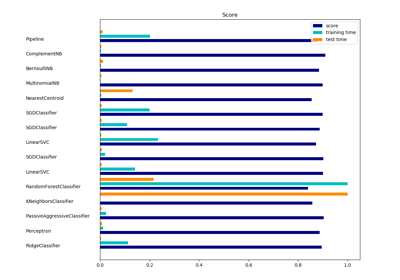 Score
score
training time
test time
Pipeline
ComplementNB
BernoulliNB
MultinomialNB
NearestCentroid
SGDClassifier
SGDClassifier
LinearSVC
SGDClassifier
LinearSVC
RandomForestClassifier
KNeighborsClassifier
PassiveAggressiveClassifier
Perceptron
RidgeClassifier
0.0 0.2 0.4 0.6 0.8 1.0